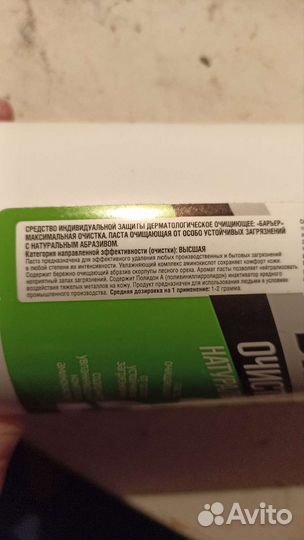 СРЕДСТВО ИНДИВИДУАЛЬНОЙ ЗАЩИТЫ ДЕРМАТОЛОГИЧЕСКОЕ ОЧИЩАЮЩЕЕ: «БАРЬЕР»-
МАКСИМАЛЬНАЯ ОЧИСТКА. ПАСТА ОЧИЩАЮЩАЯ ОТ ОСОБО УСТОЙЧИВЫХ ЗАГРЯЗНЕНИЙ
С НАТУРАЛЬНЫМ АБРАЗИВОМ.
Категория направленной эффективности (очистки): ВЫСШАЯ
Паста предназначена для эффективного удаления любых производственных и бытовых загрязнений
в любой степени их интенсивности. Увлажняющий комплекс аминокислот сохраняет комфорт кожи.
Содержит бережно очищающий образив скорлупы лесного ореха. Аромат пасты позволяет нейтрализовать
неприятный запах загрязнений. Содержит Полидон А (поливинилпирролидон) инактиватор вредного
воздействия тяжелых металлов на кожу. Продукт предназначен для использования людьми в условиях
промышленного производства. Средняя дозировка на 1 применение: 1-2 грамма.
ОЧИСТ
НАТУРА
Avito